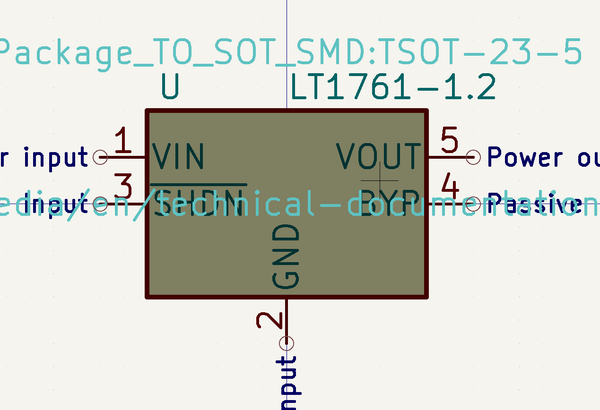 Package_TO_SOT_SMD:TSOT-23-5
U LT1761-1.2
r input 1 VIN VOUT 5 Power ou
Input 3 SHDN BYP 4 Passive
edia/en/technical-documentation
GND
2
nput